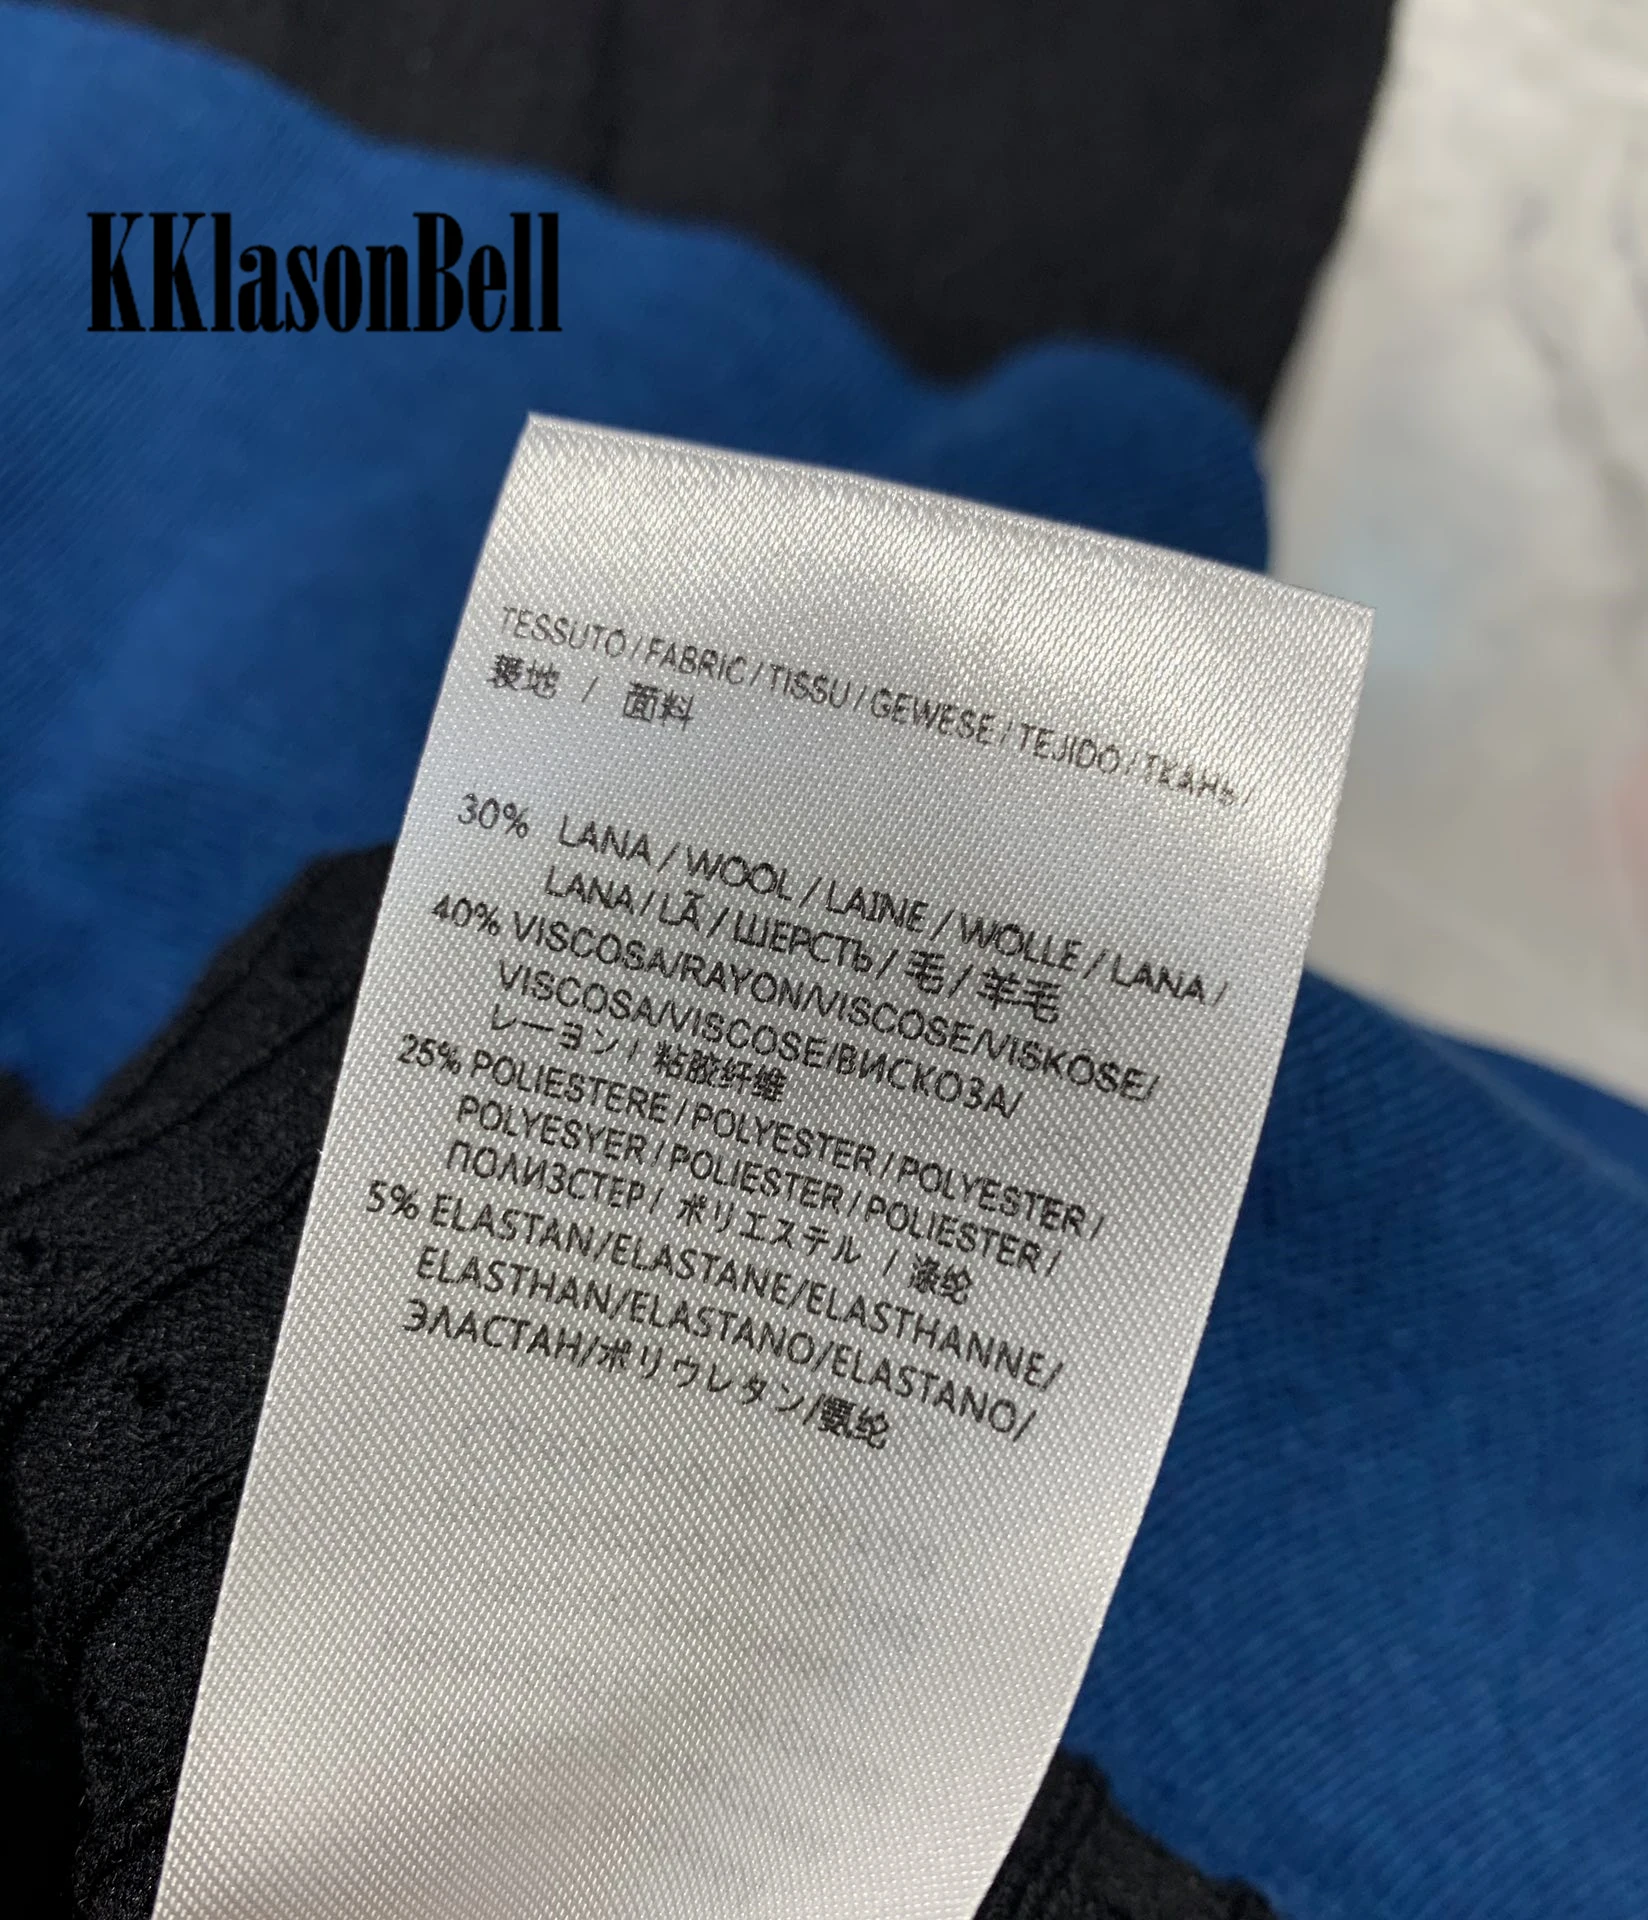 KKlasonBell
TESSUTO/FABRIC/TISSU/GEWESE/TEJIDO/ТКАНЬ/
地 / 面料
30% LANA/WOOL/LAINE/WOLLE/LANA/
LANA/LÃ/ШЕРСТЬ/毛/羊毛
40% VISCOSA/RAYON/VISCOSE/VISKOSE/
VISCOSA/VISCOSE/ВИСКОЗА/
レーヨン/粘胶纤维
25% POLIESTERE/POLYESTER/POLYESTER/
POLYESYER/POLIESTER/POLIESTER/
ПОЛИЗСТЕР/ ポリエステル / 涤纶
5% ELASTAN/ELASTANE/ELASTHANNE/
ELASTHAN/ELASTANO/ELASTANO/
ЭЛАСТАН/ポリウレタン/氨纶